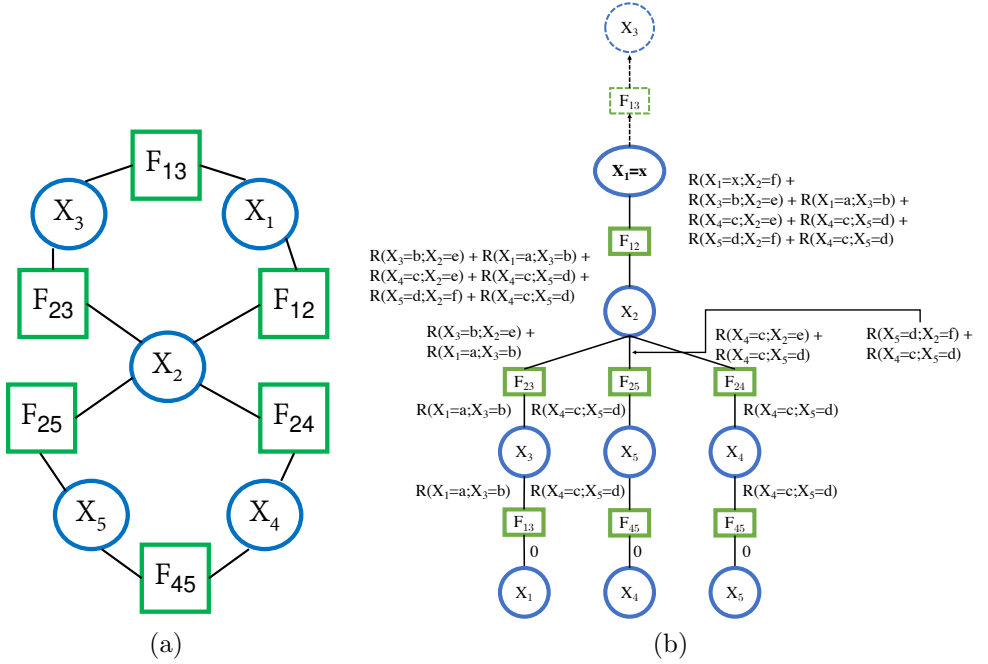 F13
X3
X1
F23
F12
X2
F25
F24
X5
X4
F45
(a)
X3
F13
X1=x
R(X1=x;X2=f) +
R(X3=b;X2=e) + R(X1=a;X3=b) +
R(X4=c;X2=e) + R(X4=c;X5=d) +
R(X5=d;X2=f) + R(X4=c;X5=d)
F12
R(X3=b;X2=e) + R(X1=a;X3=b) +
R(X4=c;X2=e) + R(X4=c;X5=d) +
R(X5=d;X2=f) + R(X4=c;X5=d)
X2
R(X3=b;X2=e) +
R(X1=a;X3=b)
R(X4=c;X2=e) +
R(X4=c;X5=d)
R(X5=d;X2=f) +
R(X4=c;X5=d)
F23
F25
F24
R(X1=a;X3=b)
R(X4=c;X5=d)
R(X4=c;X5=d)
X3
X5
X4
R(X1=a;X3=b)
R(X4=c;X5=d)
R(X4=c;X5=d)
F13
F45
F45
0
0
0
X1
X4
X5
(b)